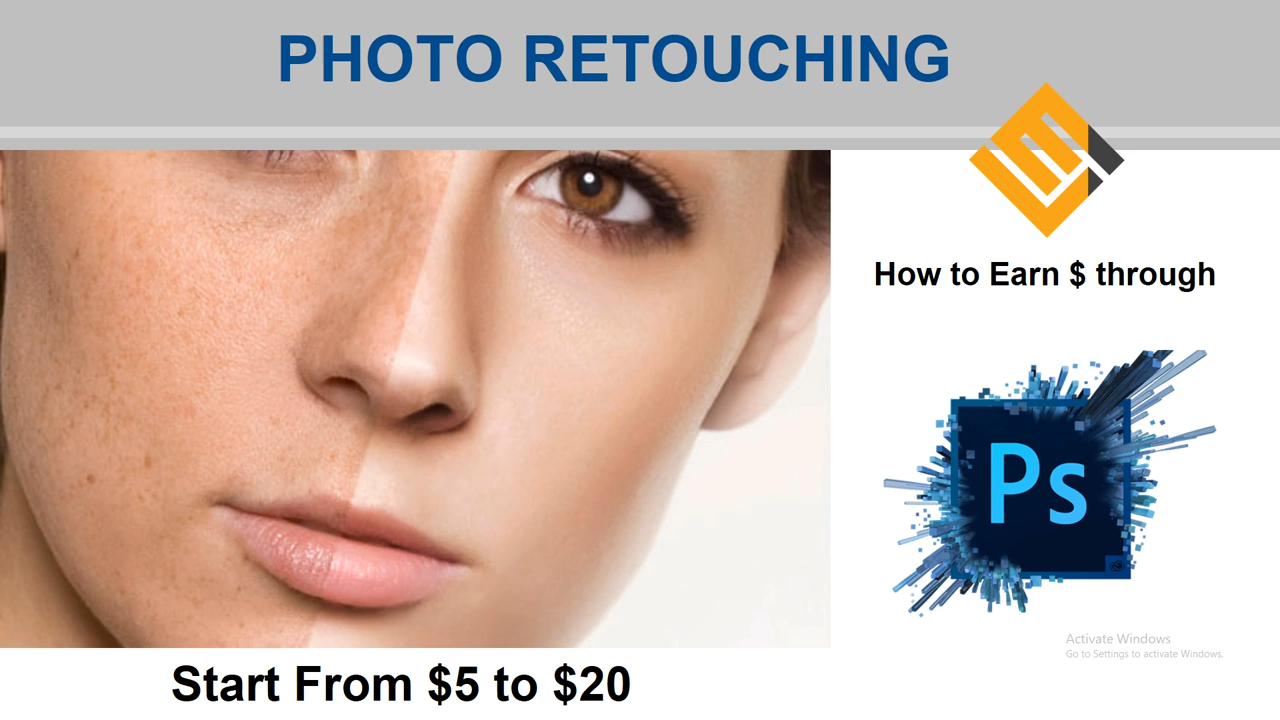 PHOTO RETOUCHING
How to Earn $ through
Ps
Activate Windows
Go to Settings to activate Windows.
Start From $5 to $20